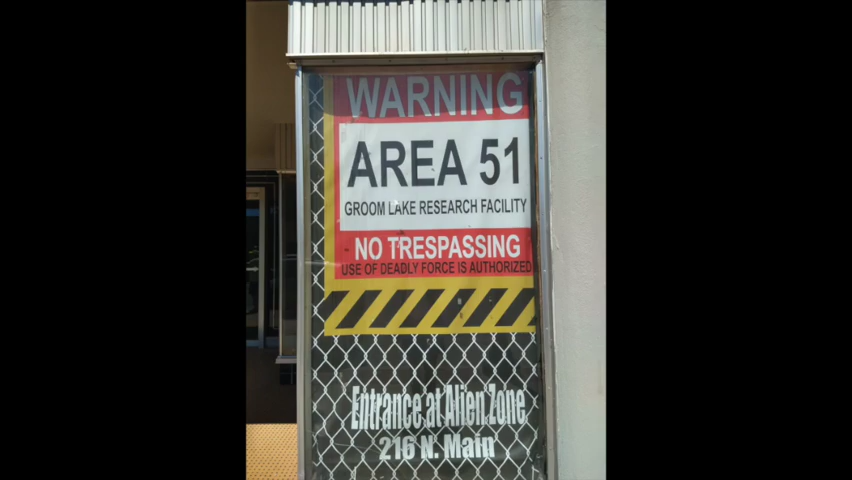 WARNING
AREA 51
GROOM LAKE RESEARCH FACILITY
NO TRESPASSING
USE OF DEADLY FORCE IS AUTHORIZED
Entrance at Alien Zone
216 N. Main